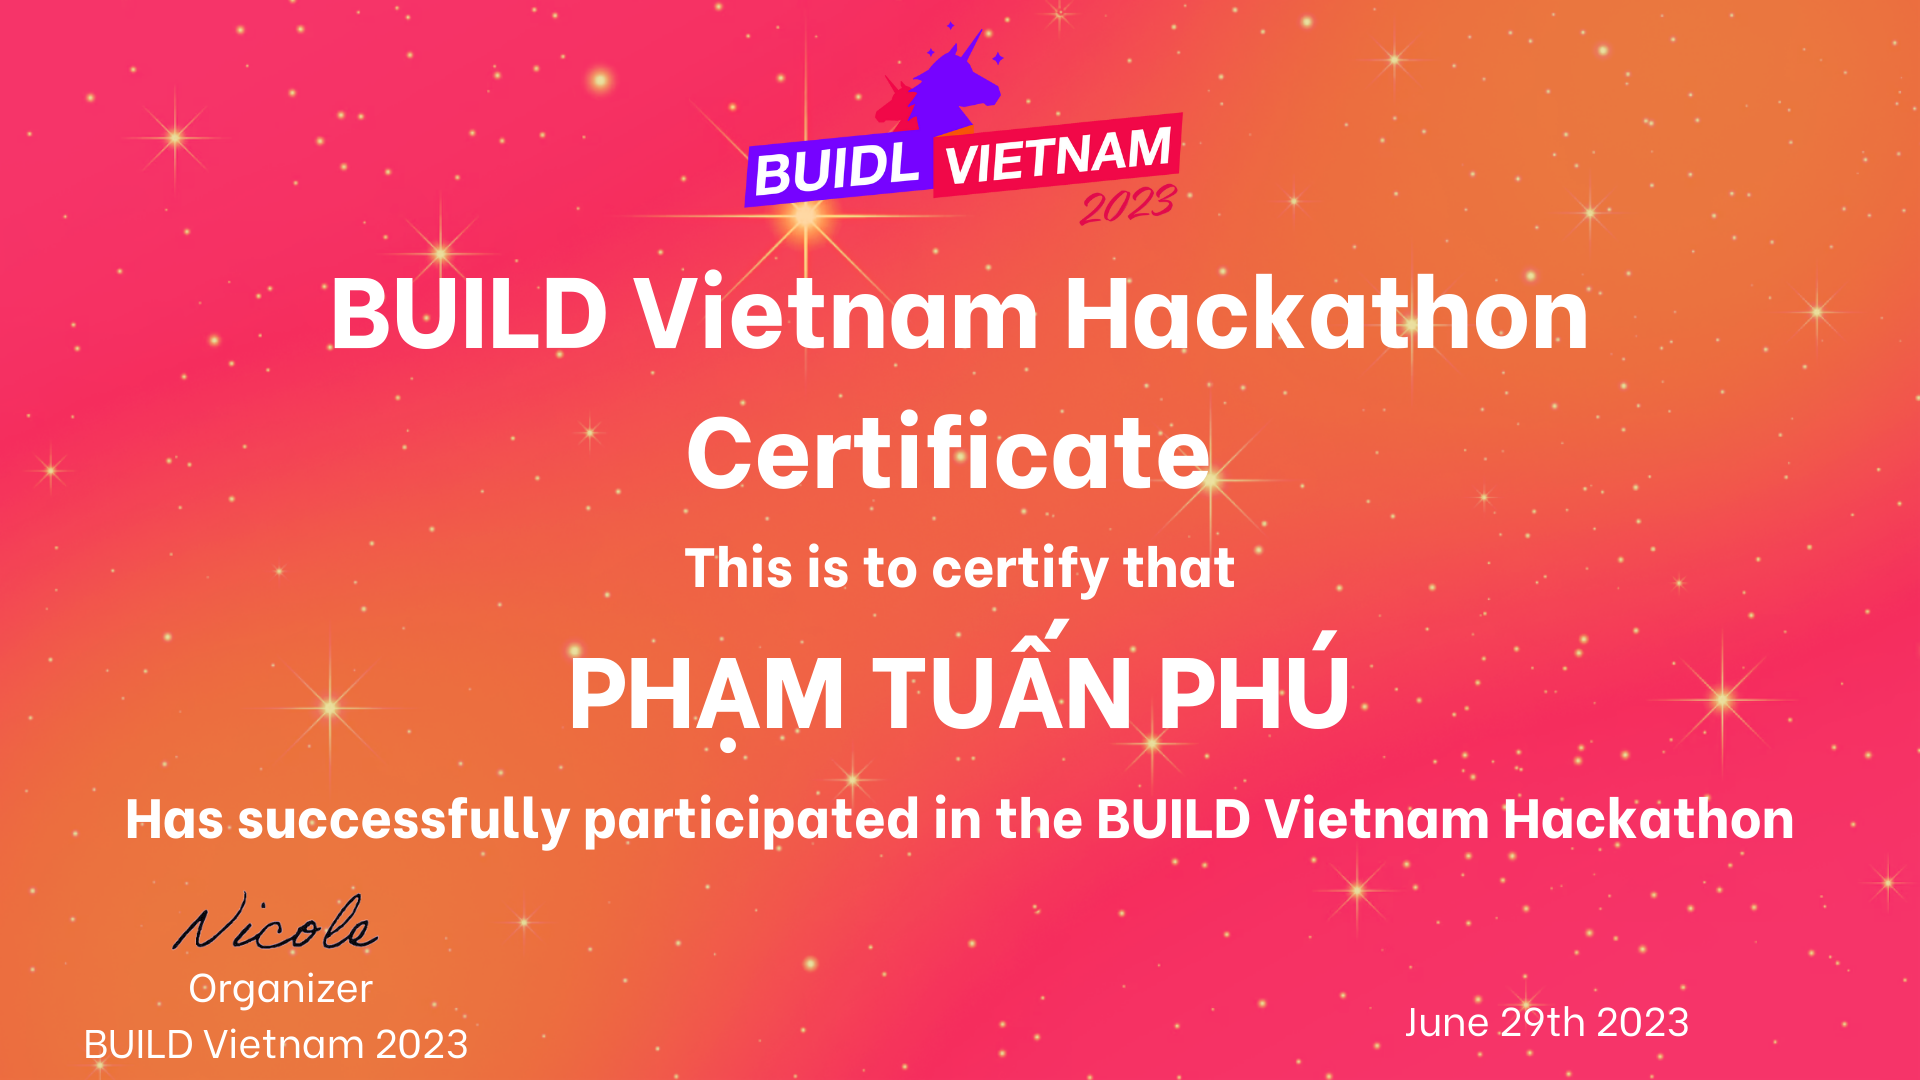 BUIDL VIETNAM
2023
BUILD Vietnam Hackathon
Certificate
This is to certify that
PHẠM TUẤN PHÚ
Has successfully participated in the BUILD Vietnam Hackathon
Nicole
Organizer
BUILD Vietnam 2023
June 29th 2023